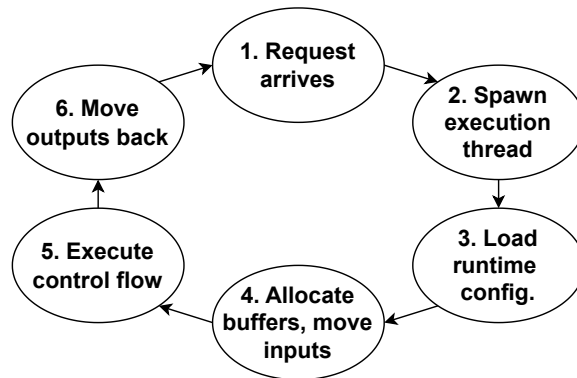 1. Request
arrives
2. Spawn
execution
thread
3. Load
runtime
config.
4. Allocate
buffers, move
inputs
5. Execute
control flow
6. Move
outputs back